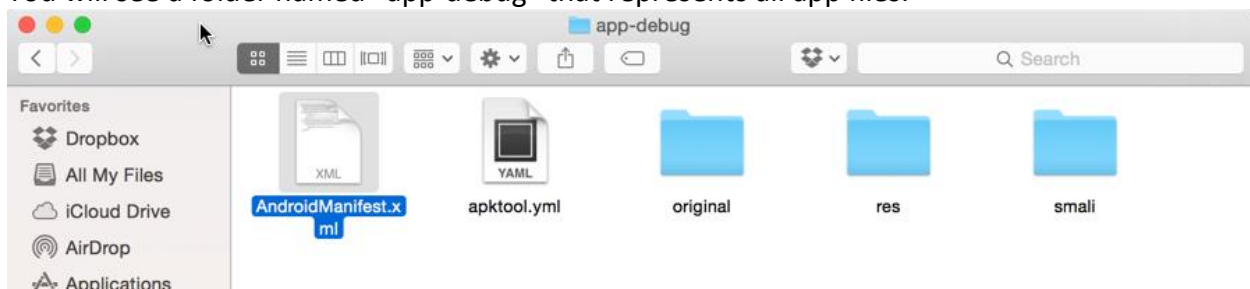 You will see a folder named "app-debug" that represents all app files.
app-debug
Search
Favorites
Dropbox
All My Files
iCloud Drive
AirDrop
Applications
XML
YAML
AndroidManifest.x
ml
apktool.yml
original
res
smali